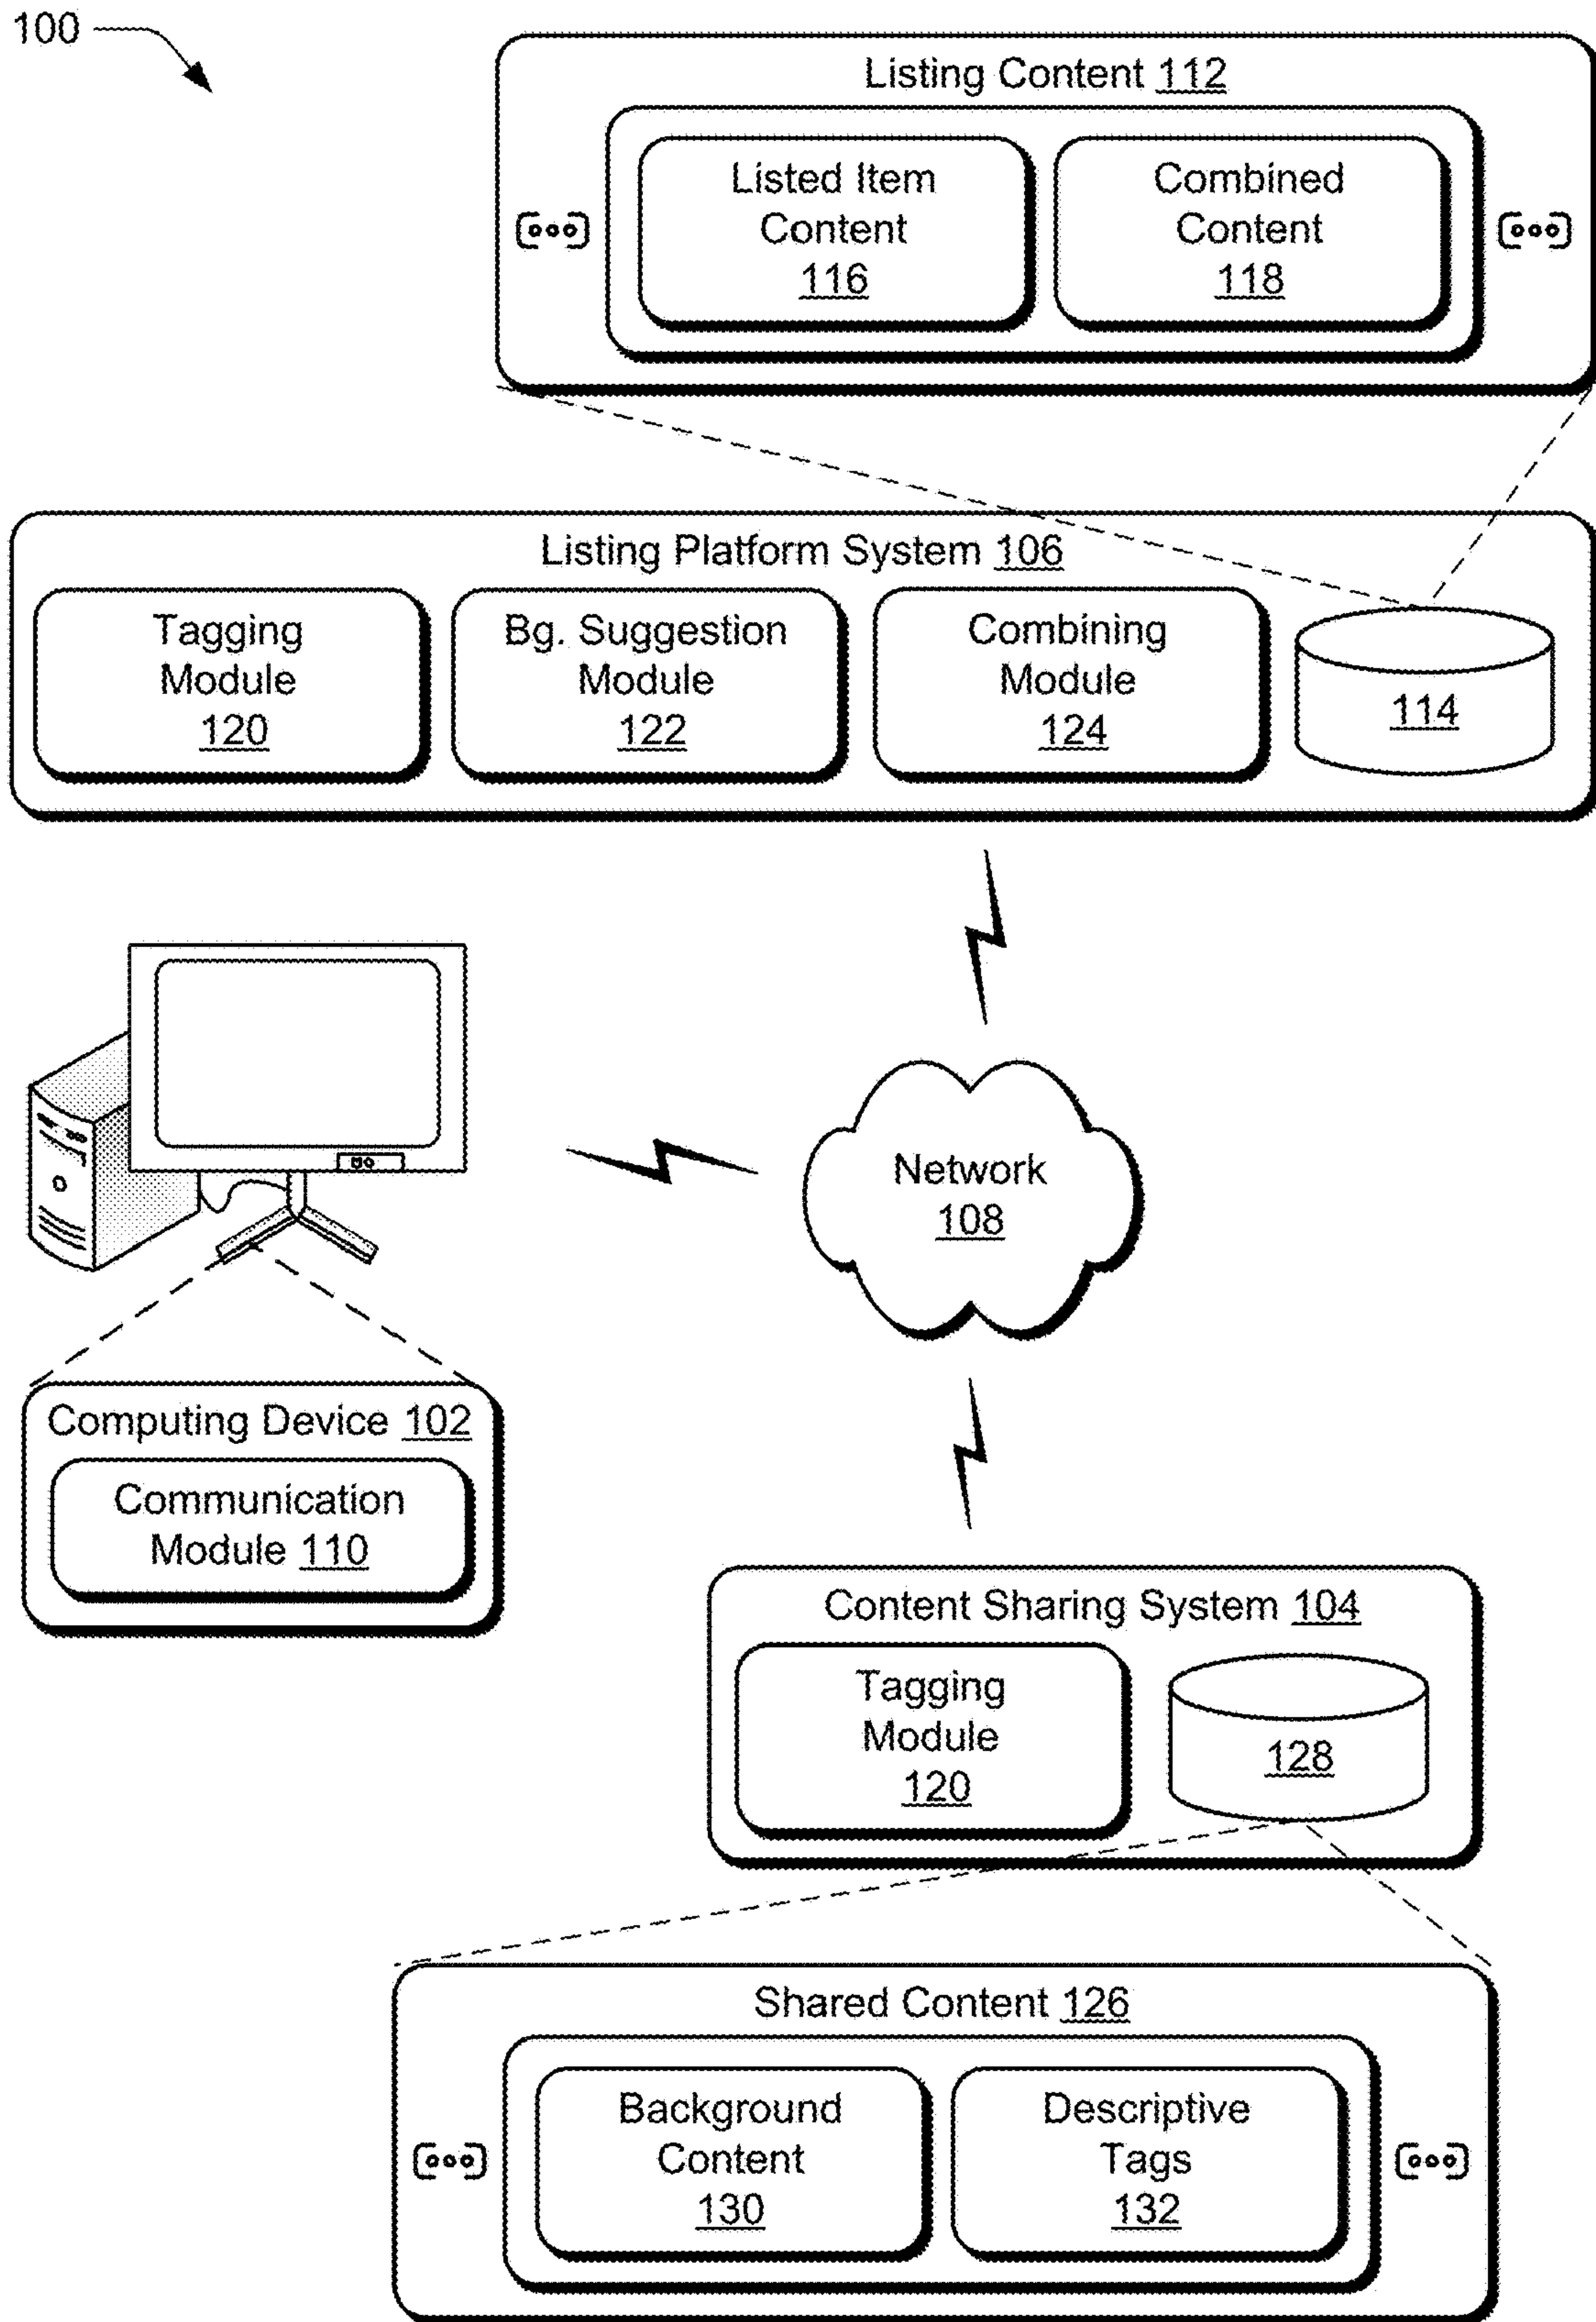 100
Listing Content 112
Listed Item
Content
116
Combined
Content
118
Listing Platform System 106
Tagging
Module
120
Bg. Suggestion
Module
122
Combining
Module
124
114
Network
108
Computing Device 102
Communication
Module 110
Content Sharing System 104
Tagging
Module
120
128
Shared Content 126
Background
Content
130
Descriptive
Tags
132